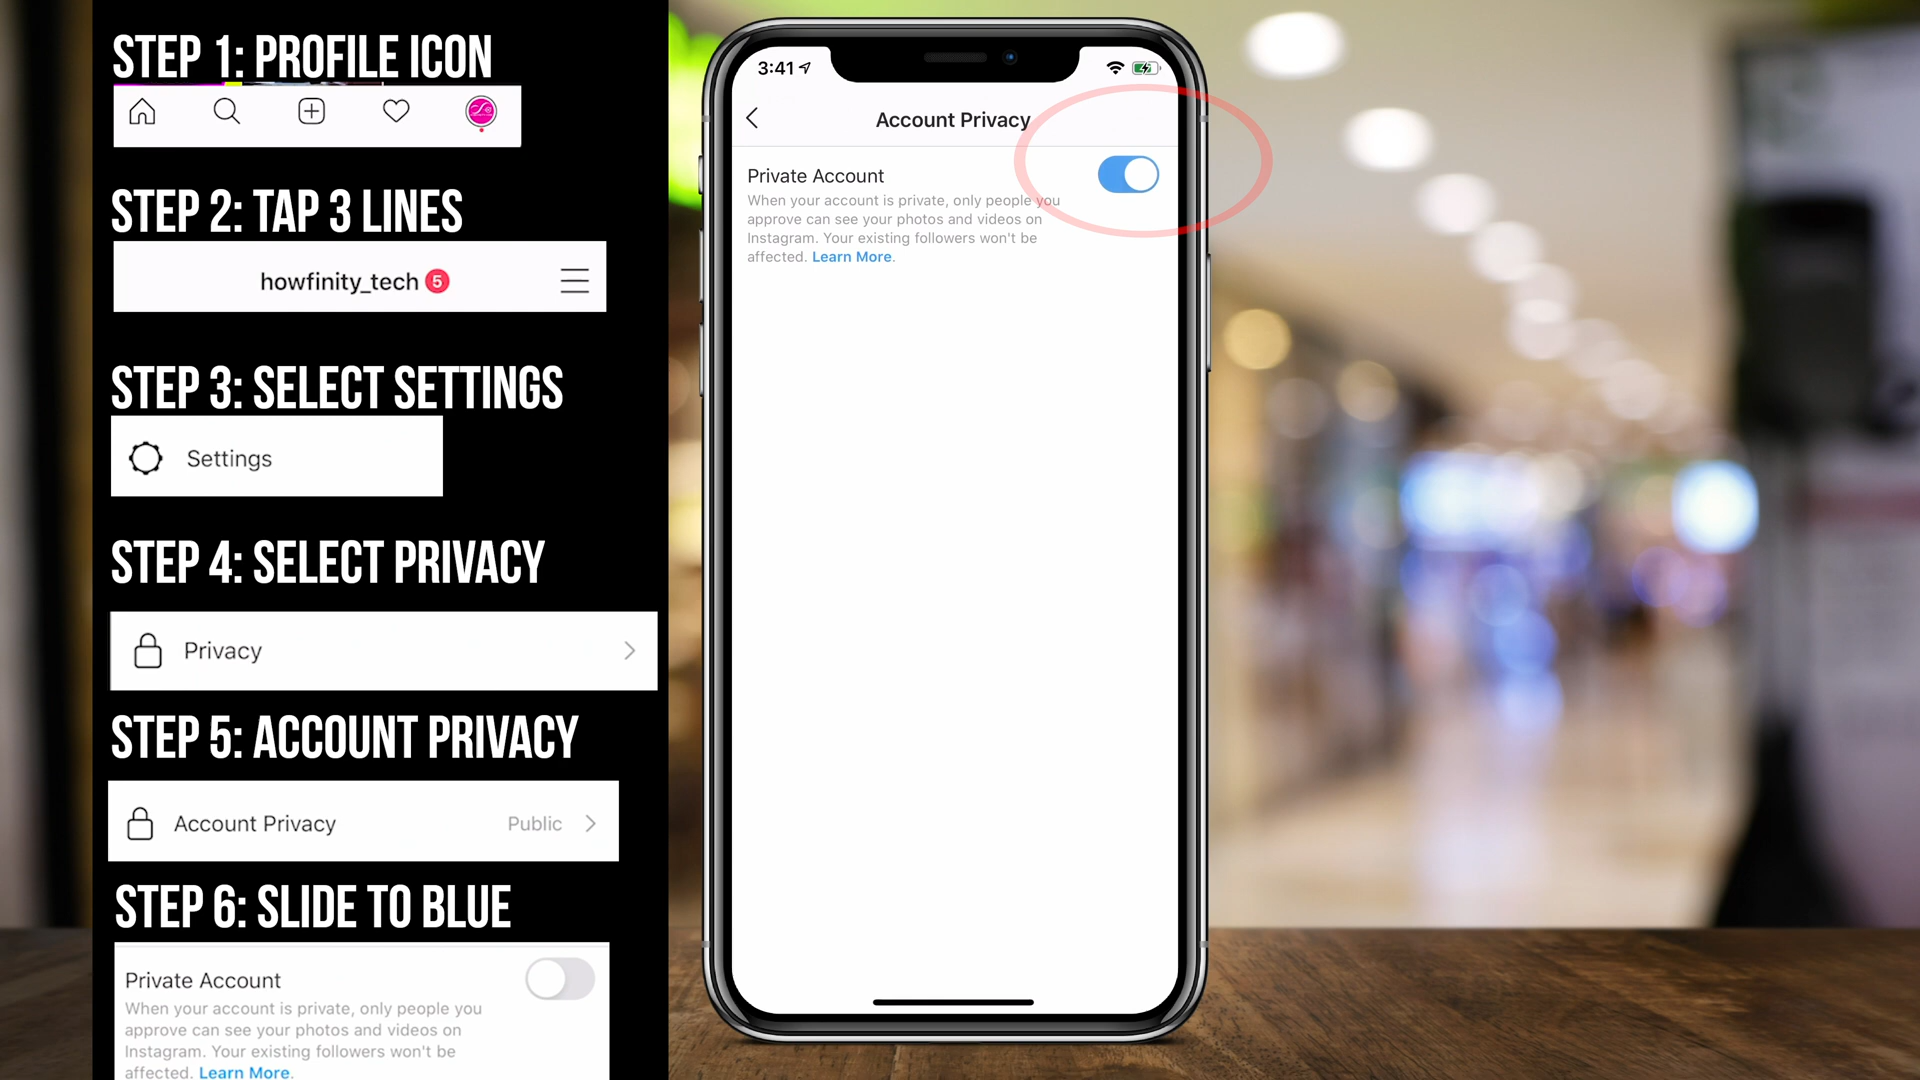 STEP 1: PROFILE ICON
STEP 2: TAP 3 LINES
howfinity_tech 5
STEP 3: SELECT SETTINGS
Settings
STEP 4: SELECT PRIVACY
Privacy
STEP 5: ACCOUNT PRIVACY
Account Privacy Public
STEP 6: SLIDE TO BLUE
Private Account
When your account is private, only people you
approve can see your photos and videos on
Instagram. Your existing followers won't be
affected. Learn More.
3:41
Account Privacy
Private Account
When your account is private, only people you
approve can see your photos and videos on
Instagram. Your existing followers won't be
affected. Learn More.